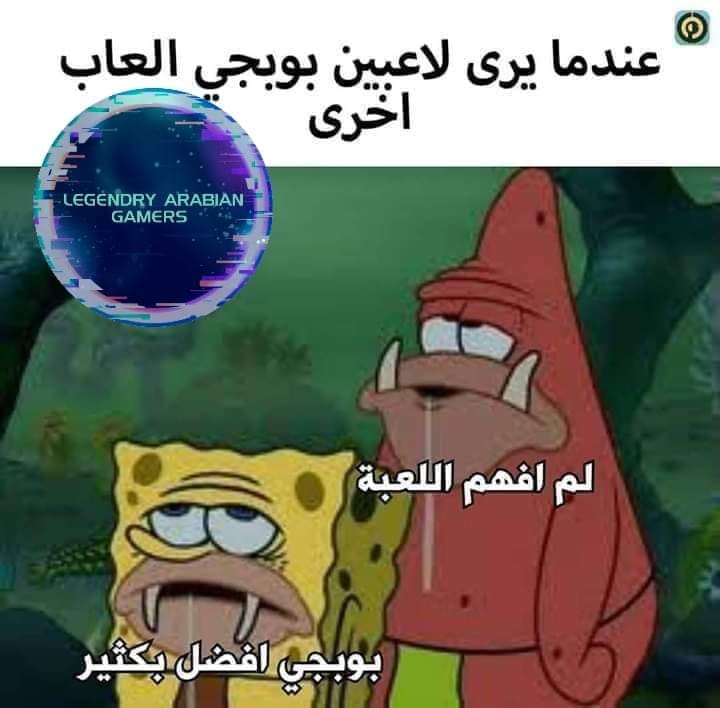 عندما يرى لاعبين بوبجي العاب
اخرى
LEGENDRY ARABIAN
GAMERS
لم افهم اللعبة
بوبجي افضل بكثير